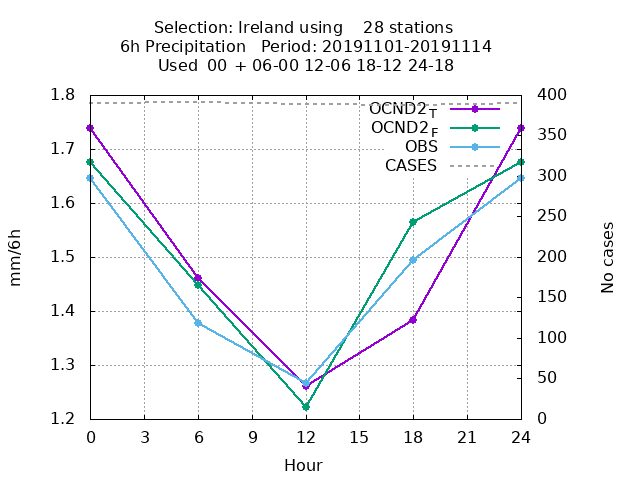 Selection: Ireland using    28 stations
6h Precipitation   Period: 20191101-20191114
Used  00 + 06-00 12-06 18-12 24-18
1.8
1.7
1.6
1.5
1.4
1.3
1.2
mm/6h
OCND2T
OCND2F
OBS
CASES
400
350
300
250
200
150
100
50
0
No cases
0 3 6 9 12 15 18 21 24
Hour